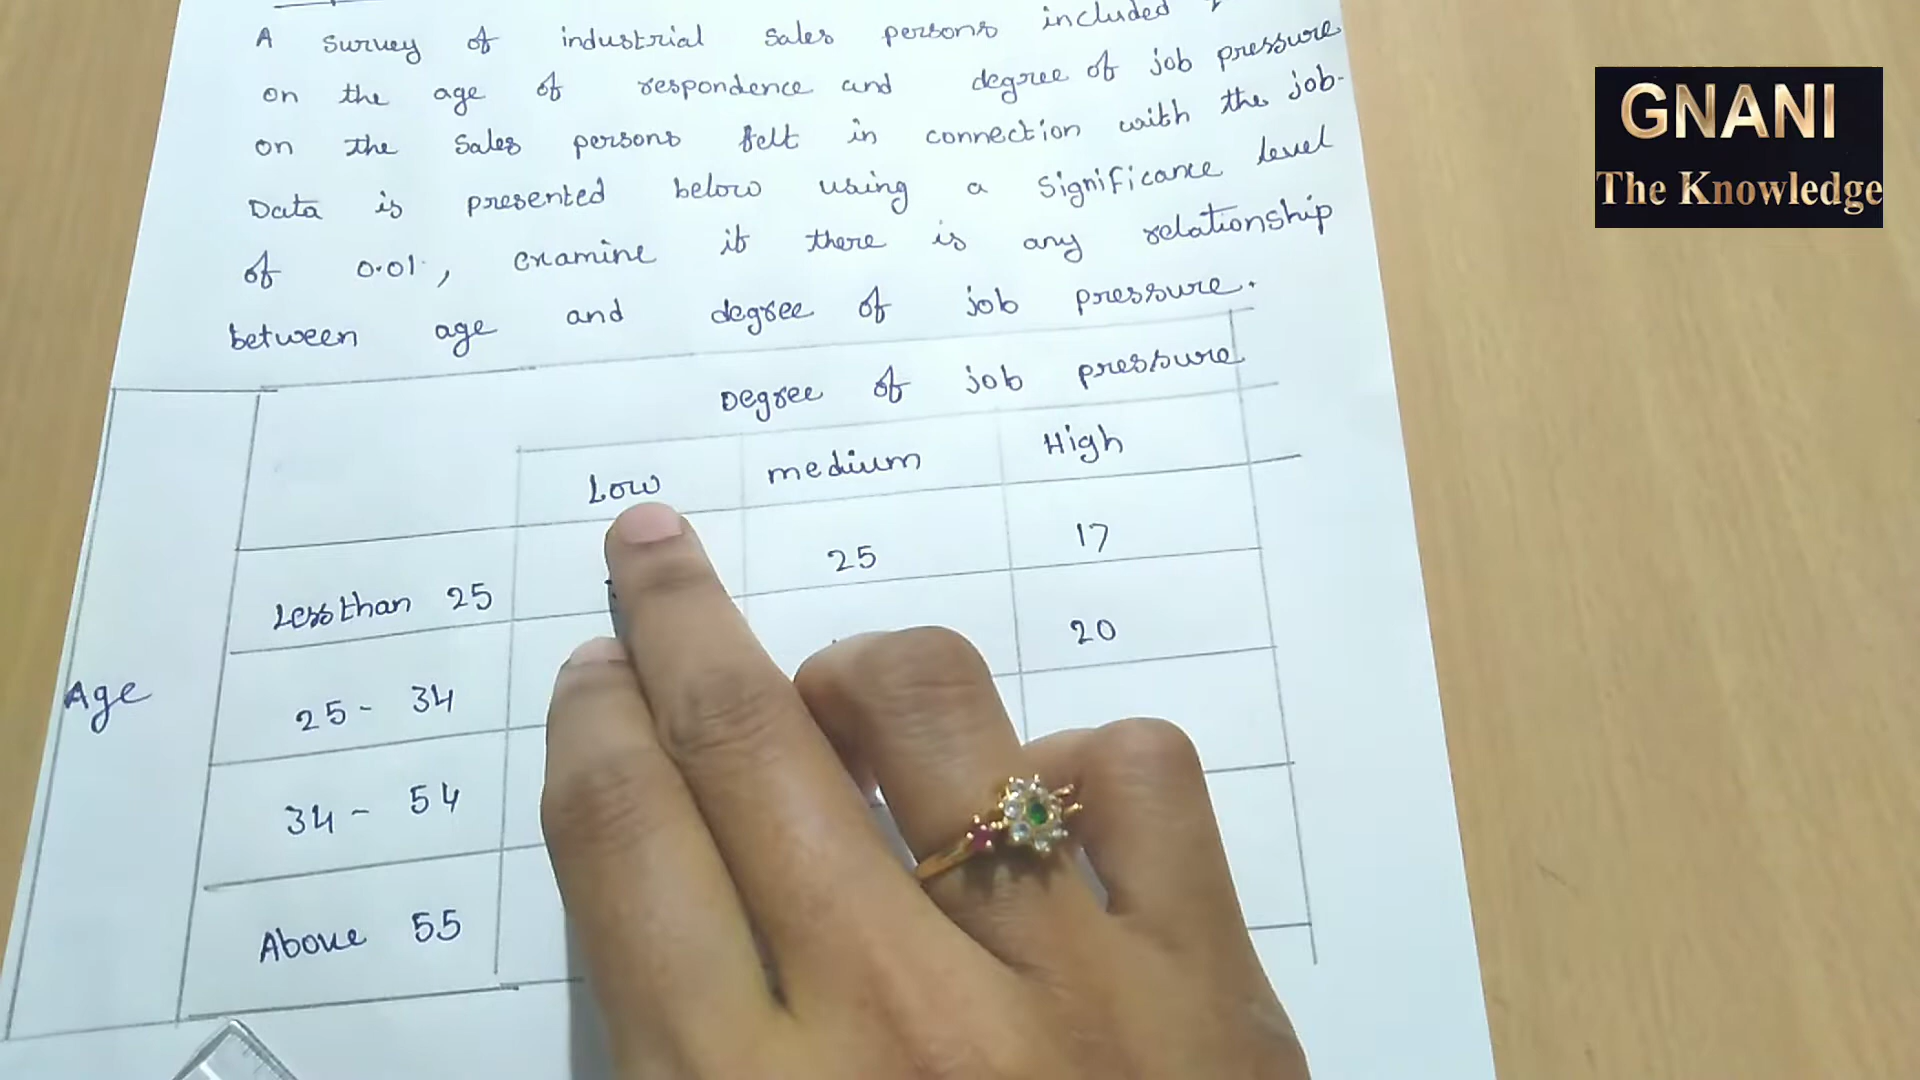 A survey of industrial sales persons included
on the age of respondence and degree of job pressure
on the sales persons felt in connection with the job.
Data is presented below using a significance level
of 0.01, examine if there is any relationship
between age and degree of job pressure.
Degree of job pressure
Low medium High
Less than 25 25 17
25 - 34 20
Age
34 - 54
Above 55
GNANI
The Knowledge